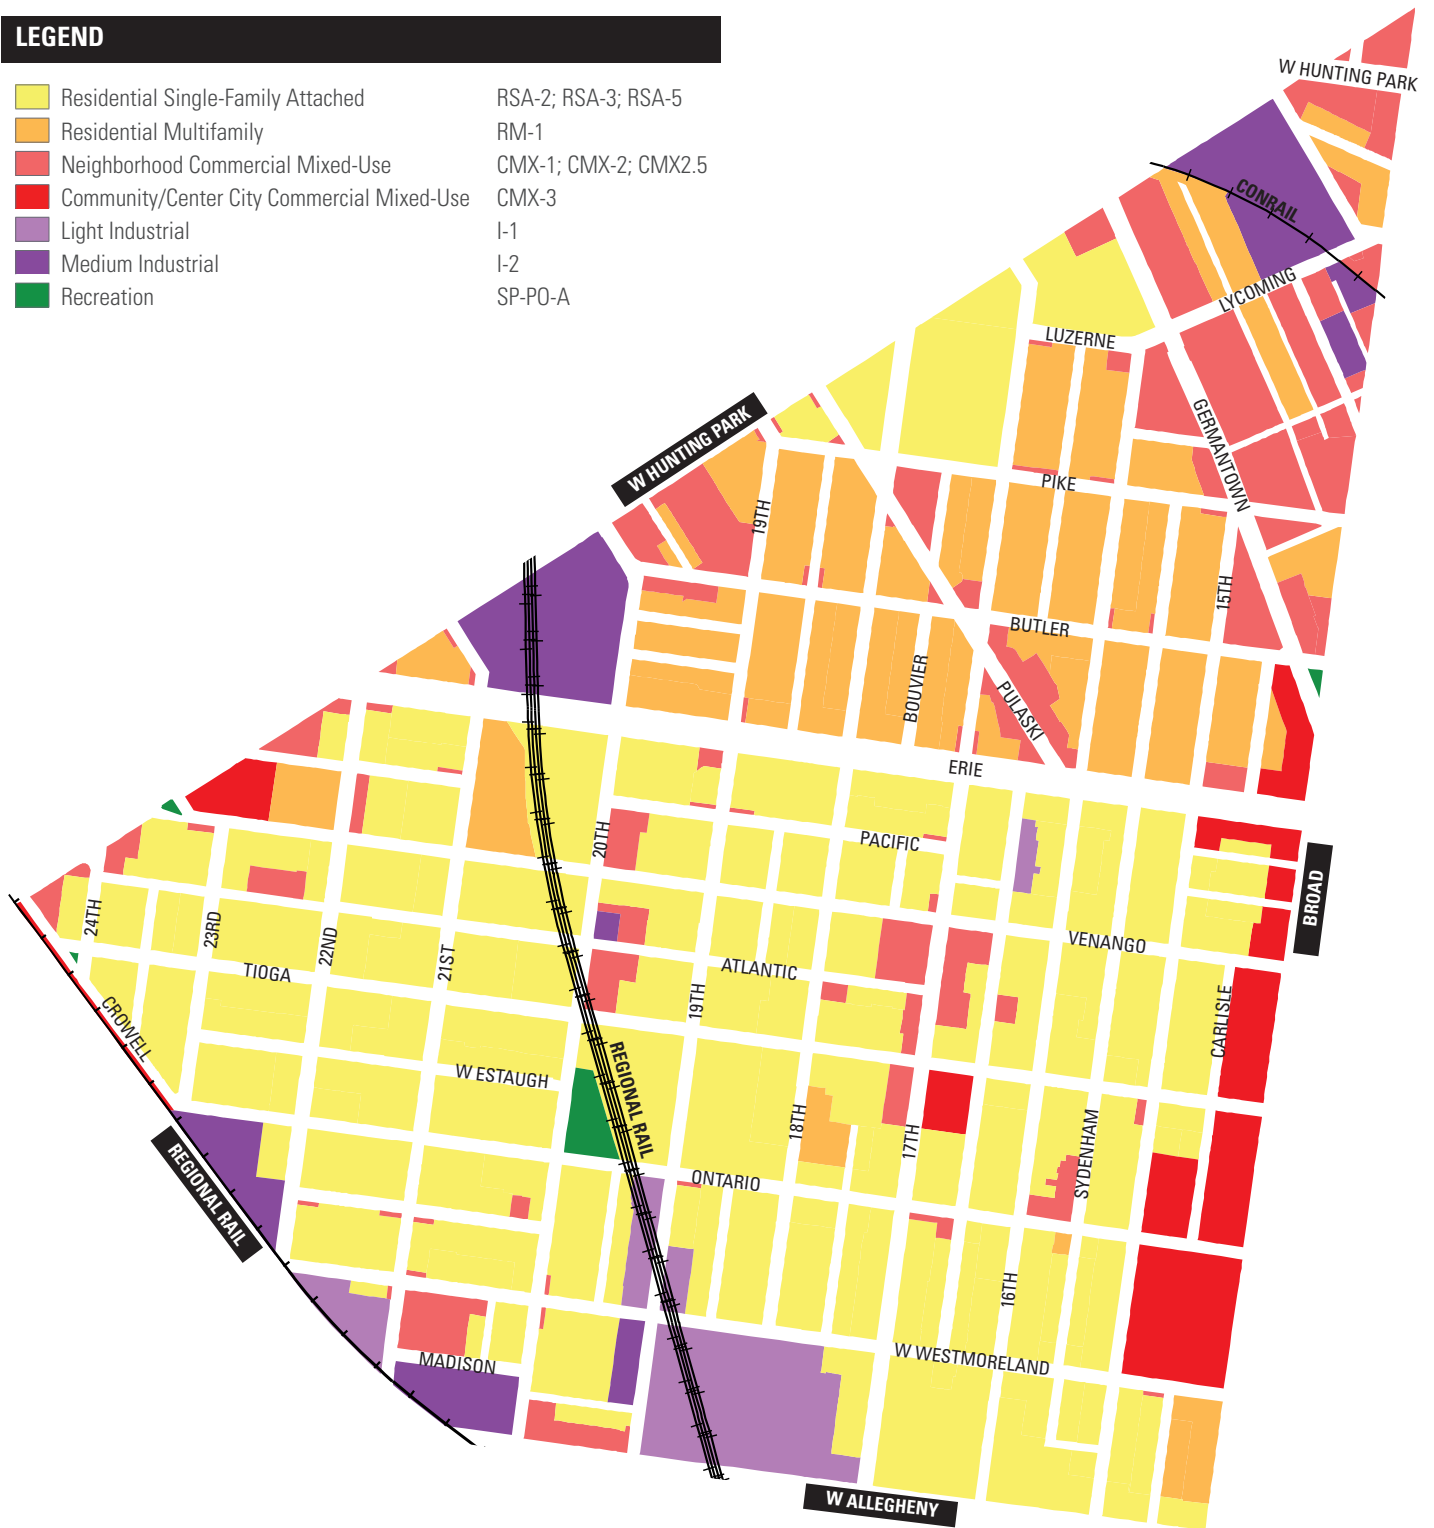 LEGEND
Residential Single-Family Attached RSA-2; RSA-3; RSA-5
Residential Multifamily RM-1
Neighborhood Commercial Mixed-Use CMX-1; CMX-2; CMX2.5
Community/Center City Commercial Mixed-Use CMX-3
Light Industrial I-1
Medium Industrial I-2
Recreation SP-PO-A
W HUNTING PARK
CONRAIL
LYCOMING
LUZERNE
W HUNTING PARK
GERMANTOWN
PIKE
19TH
15TH
BUTLER
BOUVIER
PULASKI
ERIE
PACIFIC
20TH
BROAD
24TH
23RD
22ND
21ST
VENANGO
TIOGA
ATLANTIC
19TH
CARLISLE
CROWELL
W ESTAUGH
REGIONAL RAIL
18TH
17TH
SYDENHAM
REGIONAL RAIL
ONTARIO
16TH
MADISON
W WESTMORELAND
W ALLEGHENY